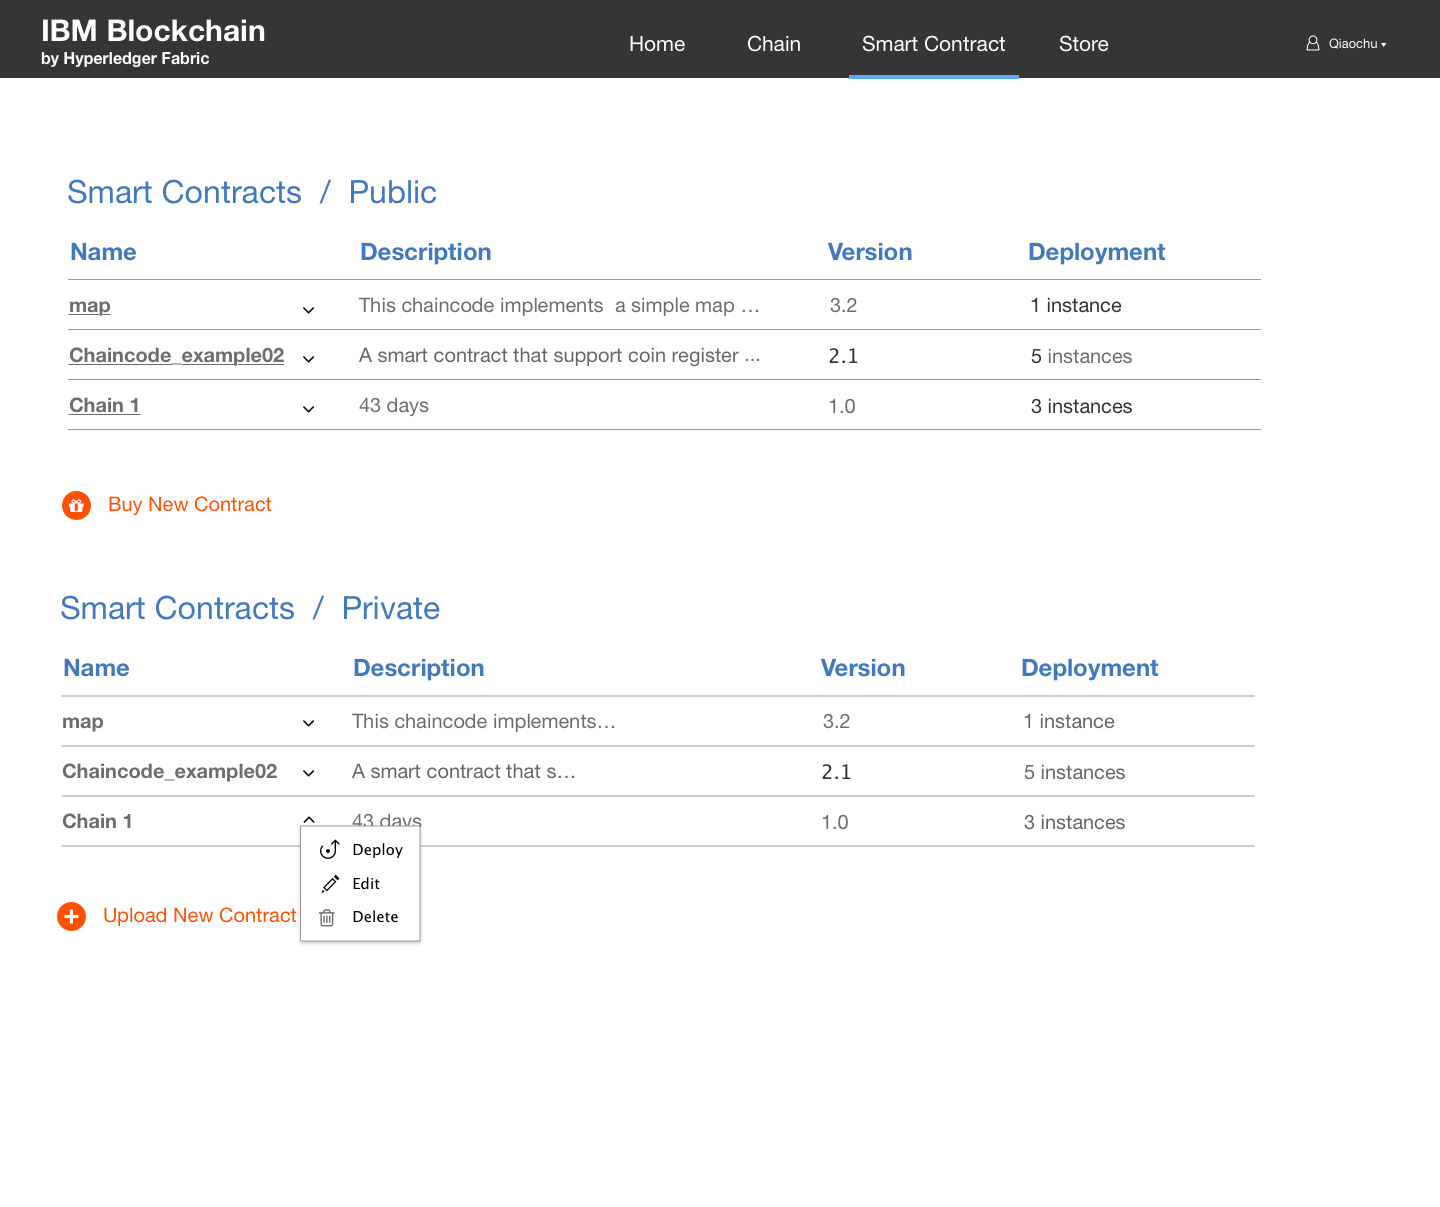 IBM Blockchain
by Hyperledger Fabric
Home Chain Smart Contract Store Qiaochu
Smart Contracts / Public
Name Description Version Deployment
map This chaincode implements a simple map ... 3.2 1 instance
Chaincode_example02 A smart contract that support coin register ... 2.1 5 instances
Chain 1 43 days 1.0 3 instances
Buy New Contract
Smart Contracts / Private
Name Description Version Deployment
map This chaincode implements... 3.2 1 instance
Chaincode_example02 A smart contract that s... 2.1 5 instances
Chain 1 43 days 1.0 3 instances
Deploy
Edit
Upload New Contract Delete